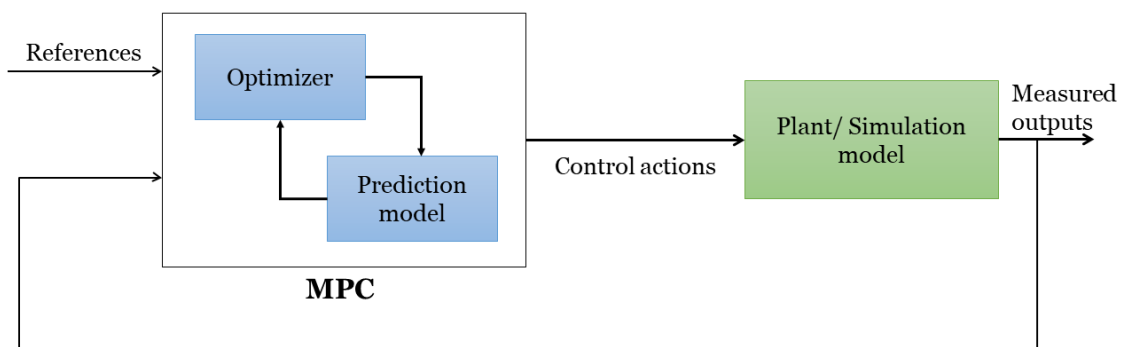 References
Optimizer
Prediction
model
MPC
Control actions
Plant/ Simulation
model
Measured
outputs